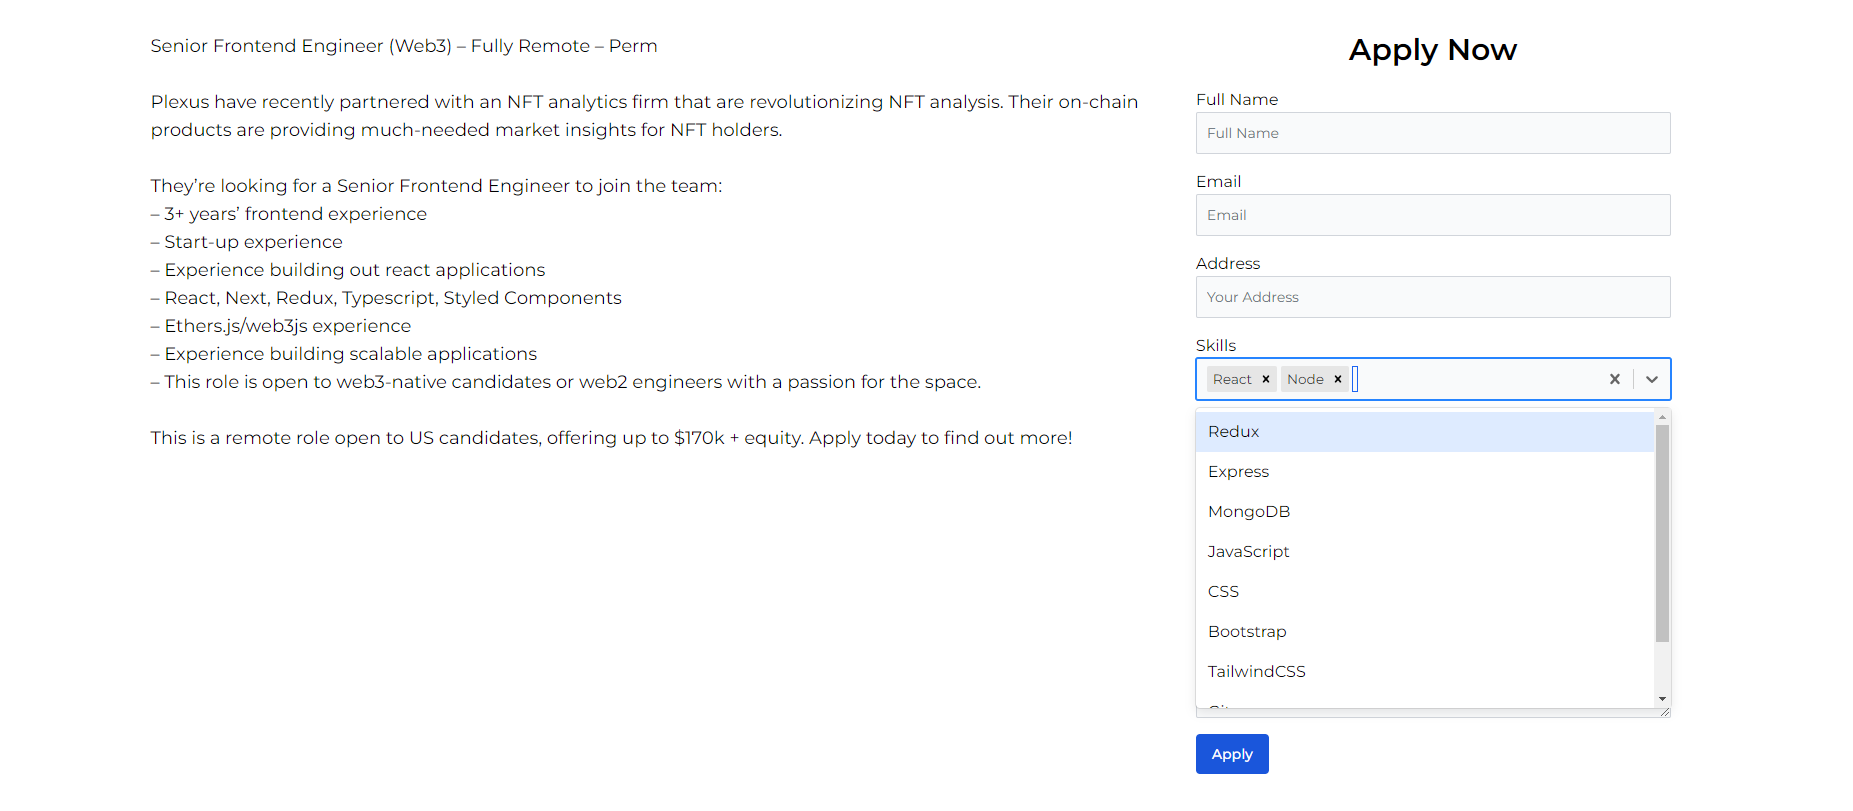 Senior Frontend Engineer (Web3) – Fully Remote – Perm
Plexus have recently partnered with an NFT analytics firm that are revolutionizing NFT analysis. Their on-chain
products are providing much-needed market insights for NFT holders.
They’re looking for a Senior Frontend Engineer to join the team:
– 3+ years’ frontend experience
– Start-up experience
– Experience building out react applications
– React, Next, Redux, Typescript, Styled Components
– Ethers.js/web3js experience
– Experience building scalable applications
– This role is open to web3-native candidates or web2 engineers with a passion for the space.
This is a remote role open to US candidates, offering up to $170k + equity. Apply today to find out more!
Apply Now
Full Name
Full Name
Email
Email
Address
Your Address
Skills
React Node
Redux
Express
MongoDB
JavaScript
CSS
Bootstrap
TailwindCSS
Apply